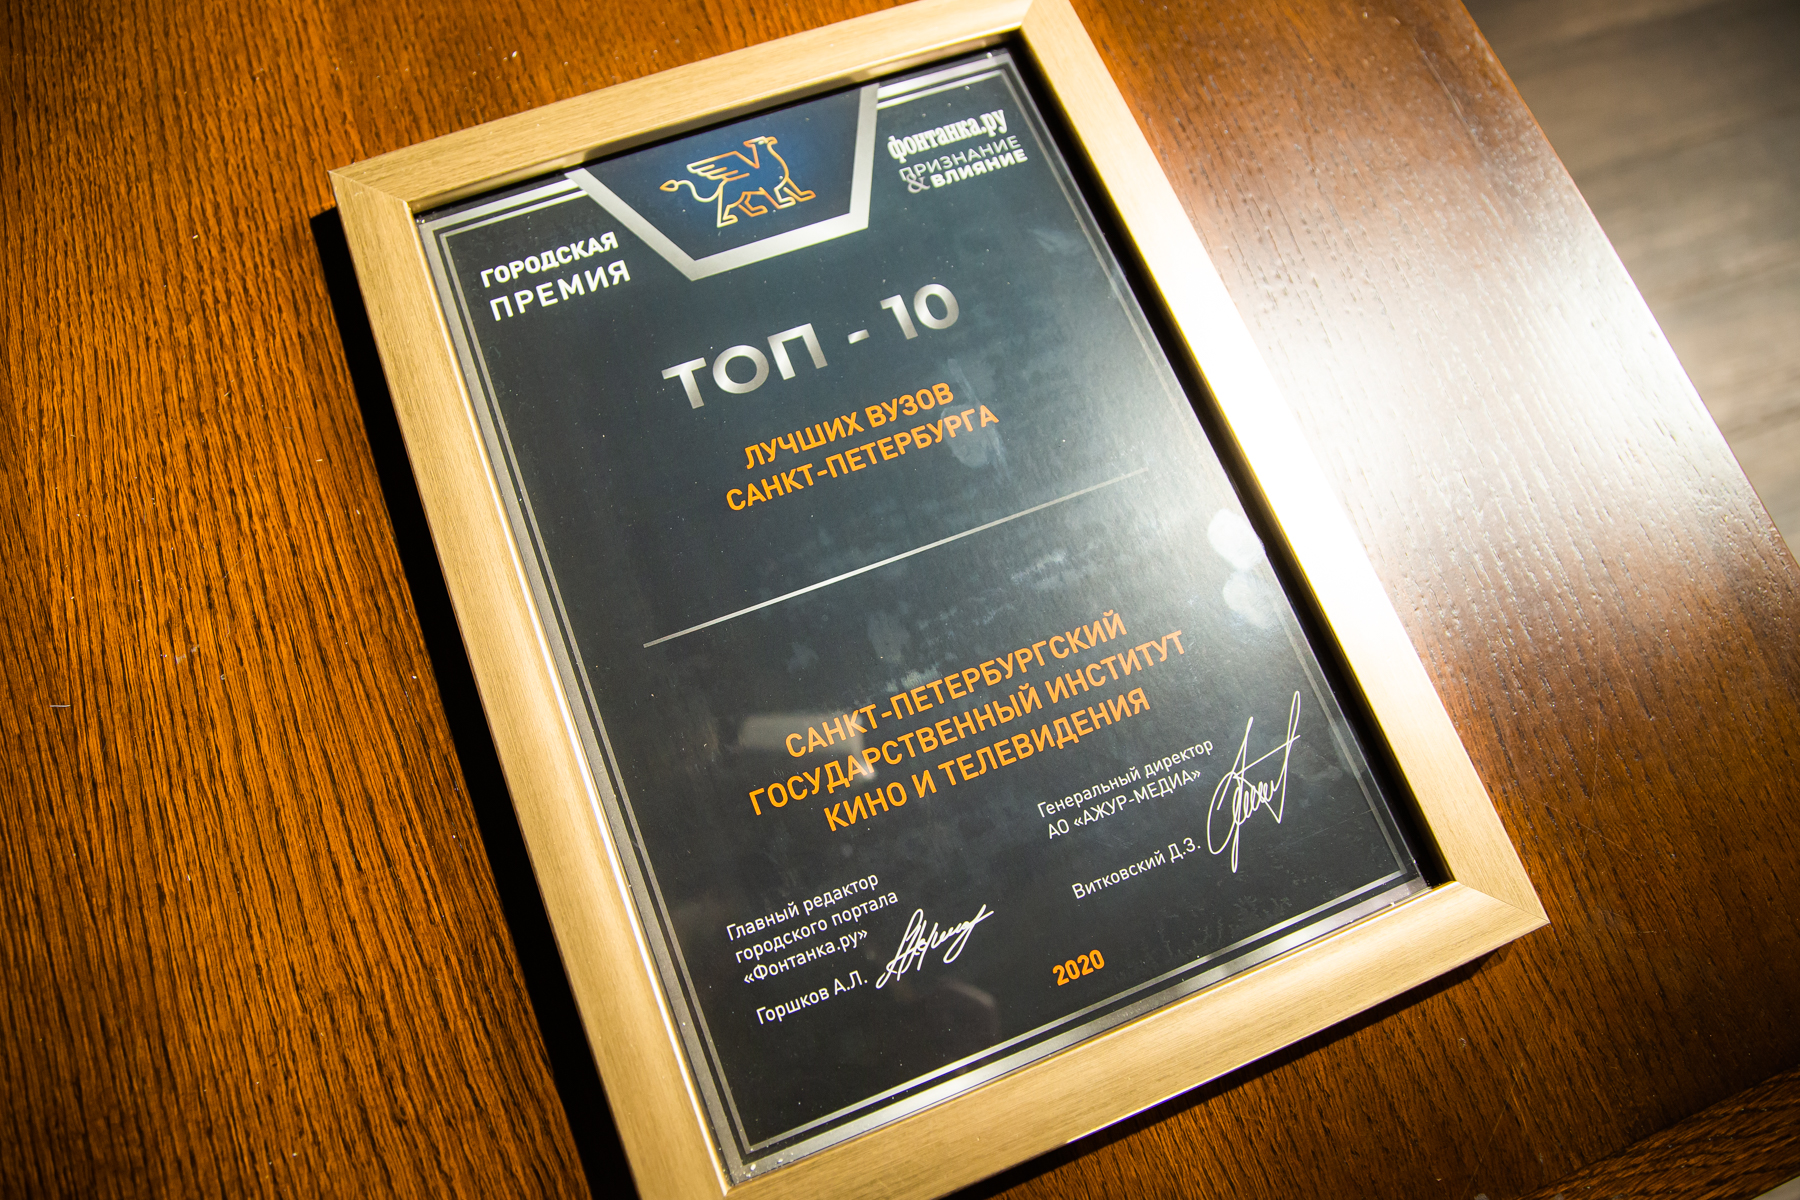 ГОРОДСКАЯ
ПРЕМИЯ
фонтанка.ру
ПРИЗНАНИЕ
& ВЛИЯНИЕ
ТОП - 10
ЛУЧШИХ ВУЗОВ
САНКТ-ПЕТЕРБУРГА
САНКТ-ПЕТЕРБУРГСКИЙ
ГОСУДАРСТВЕННЫЙ ИНСТИТУТ
КИНО И ТЕЛЕВИДЕНИЯ
Главный редактор
городского портала
«Фонтанка.ру»
Горшков А.Л.
Генеральный директор
АО «АЖУР-МЕДИА»
Витковский Д.З.
2020